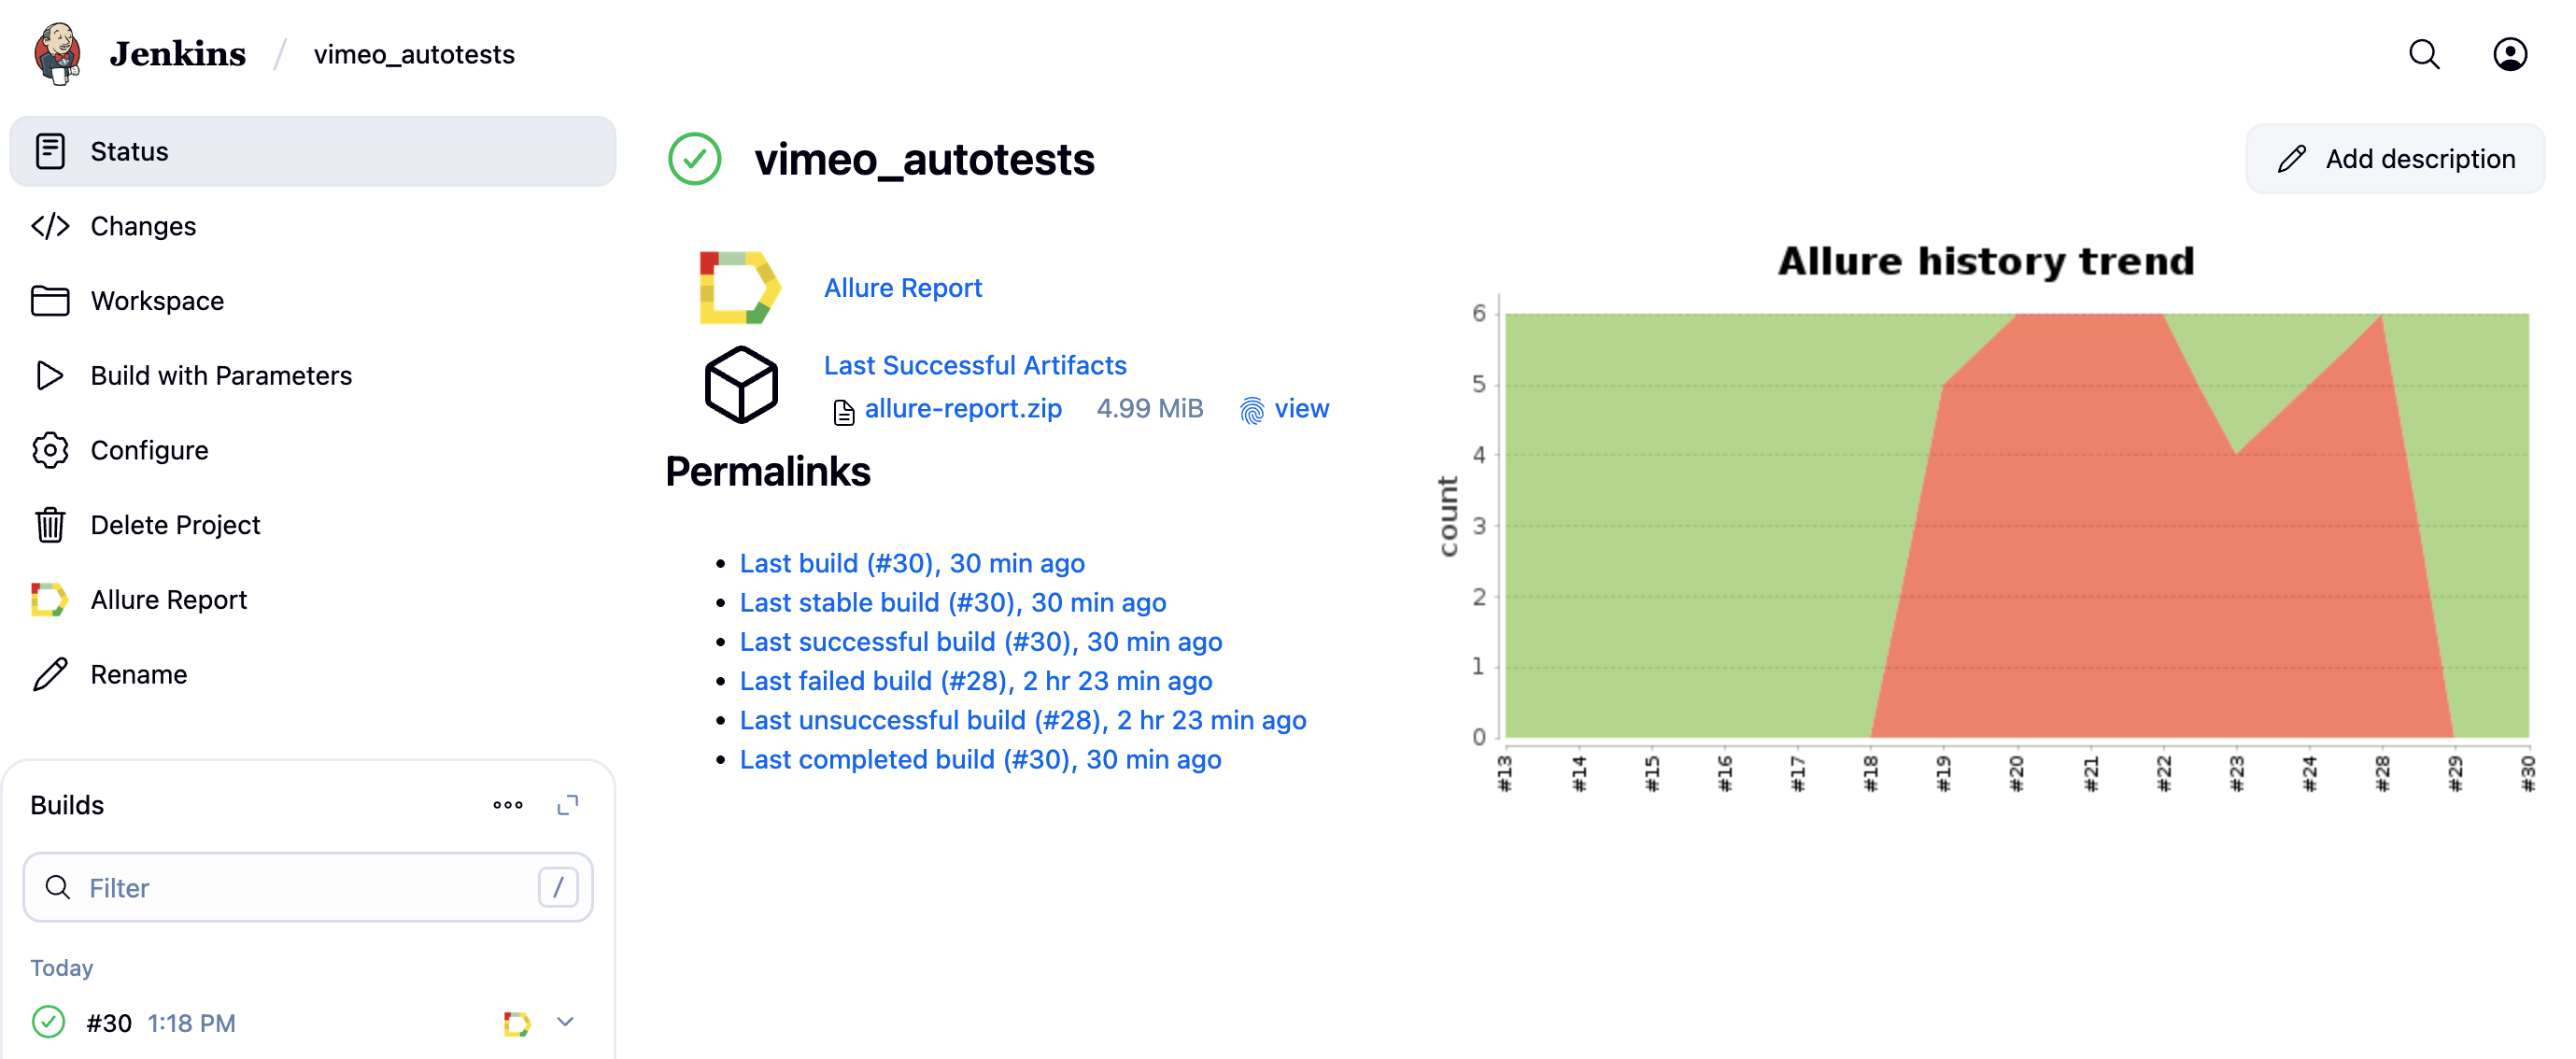 Jenkins / vimeo_autotests
Status
Changes
Workspace
Build with Parameters
Configure
Delete Project
Allure Report
Rename
Builds
Filter /
Today
#30 1:18 PM
vimeo_autotests
Add description
Allure Report
Last Successful Artifacts
allure-report.zip 4.99 MiB view
Permalinks
Last build (#30), 30 min ago
Last stable build (#30), 30 min ago
Last successful build (#30), 30 min ago
Last failed build (#28), 2 hr 23 min ago
Last unsuccessful build (#28), 2 hr 23 min ago
Last completed build (#30), 30 min ago
Allure history trend
count
6
5
4
3
2
1
0
#13 #14 #15 #16 #17 #18 #19 #20 #21 #22 #23 #24 #28 #29 #30